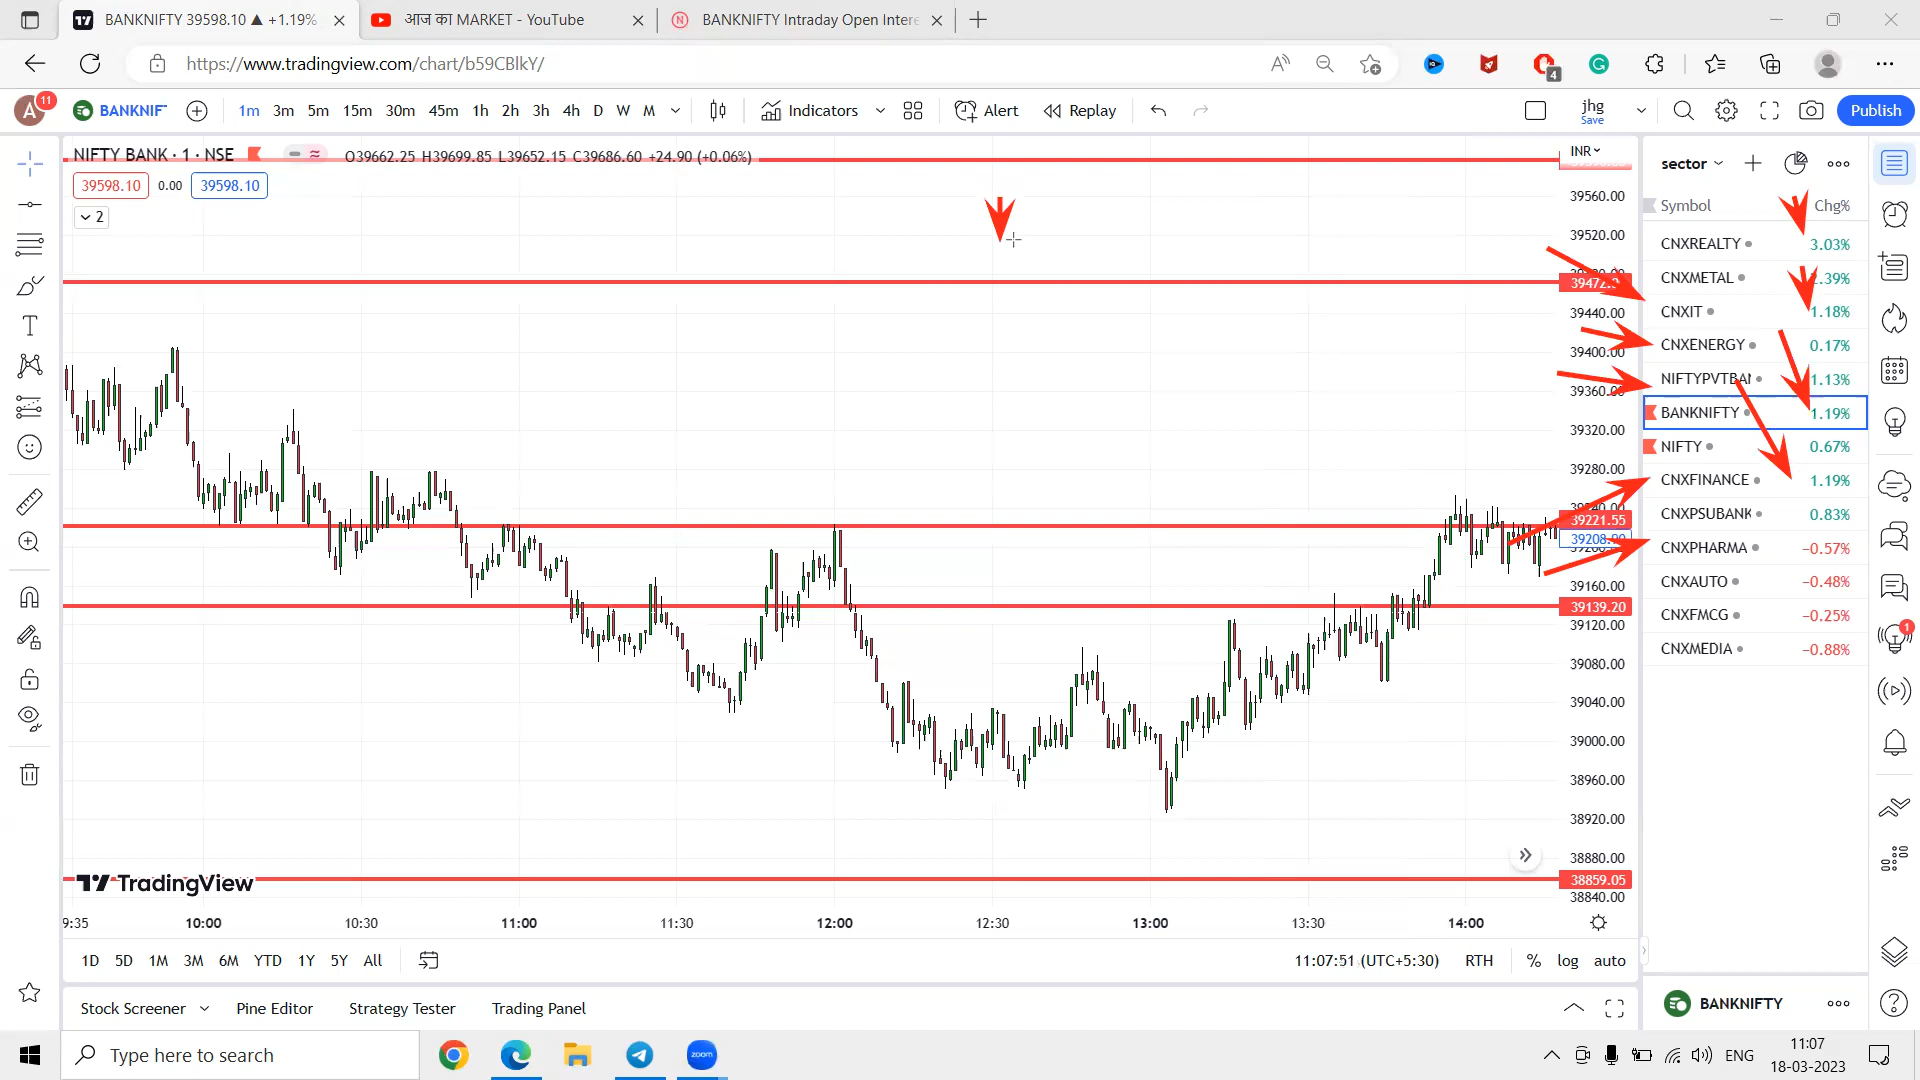 BANKNIFTY 39598.10 ▲ +1.19%
आज का MARKET - YouTube
BANKNIFTY Intraday Open Inter
https://www.tradingview.com/chart/b59CBlkY/
4
A
11
BANKNIF
1m 3m 5m 15m 30m 45m 1h 2h 3h 4h D W M
Indicators
Alert
Replay
jhg
Save
Publish
NIFTY BANK · 1 · NSE
O39662.25 H39699.85 L39652.15 C39686.60 +24.90 (+0.06%)
39598.10 0.00 39598.10
2
INR
39560.00
39520.00
39440.00
39400.00
39360.00
39320.00
39280.00
39221.55
39160.00
39139.20
39120.00
39080.00
39040.00
39000.00
38960.00
38920.00
38880.00
38859.05
38840.00
TradingView
9:35 10:00 10:30 11:00 11:30 12:00 12:30 13:00 13:30 14:00
1D 5D 1M 3M 6M YTD 1Y 5Y All
11:07:51 (UTC+5:30) RTH % log auto
Stock Screener Pine Editor Strategy Tester Trading Panel
sector
Symbol Chg%
CNXREALTY 3.03%
CNXMETAL .39%
CNXIT 1.18%
CNXENERGY 0.17%
NIFTYPVTBAN 1.13%
BANKNIFTY 1.19%
NIFTY 0.67%
CNXFINANCE 1.19%
CNXPSUBANK 0.83%
CNXPHARMA −0.57%
CNXAUTO −0.48%
CNXFMCG −0.25%
CNXMEDIA −0.88%
1
BANKNIFTY
Type here to search
zoom
ENG
11:07
18-03-2023